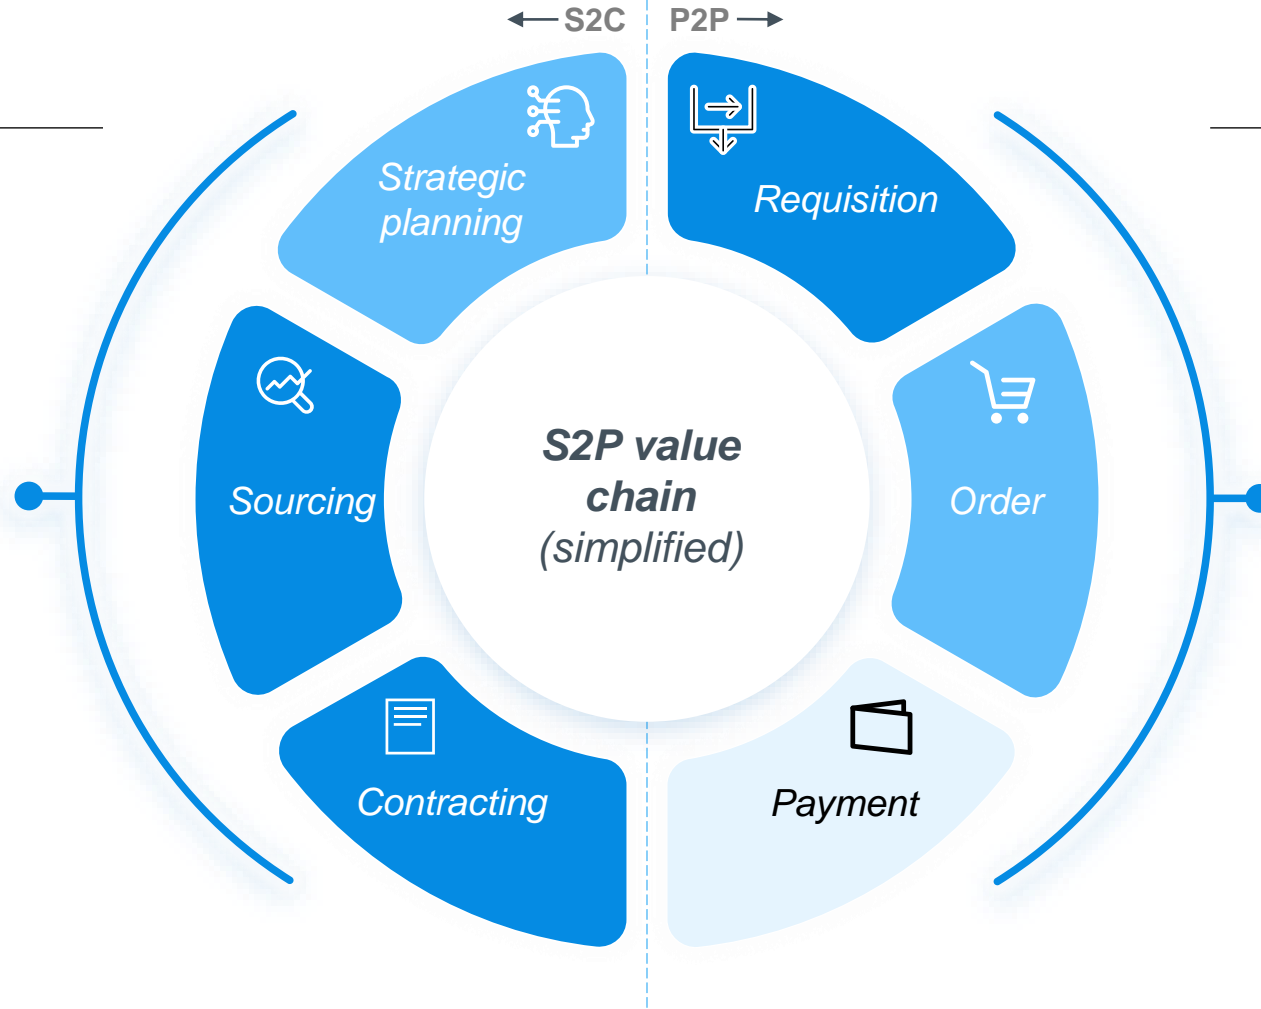 S2C
P2P
Strategic
planning
Requisition
Sourcing
S2P value
chain
(simplified)
Order
Contracting
Payment